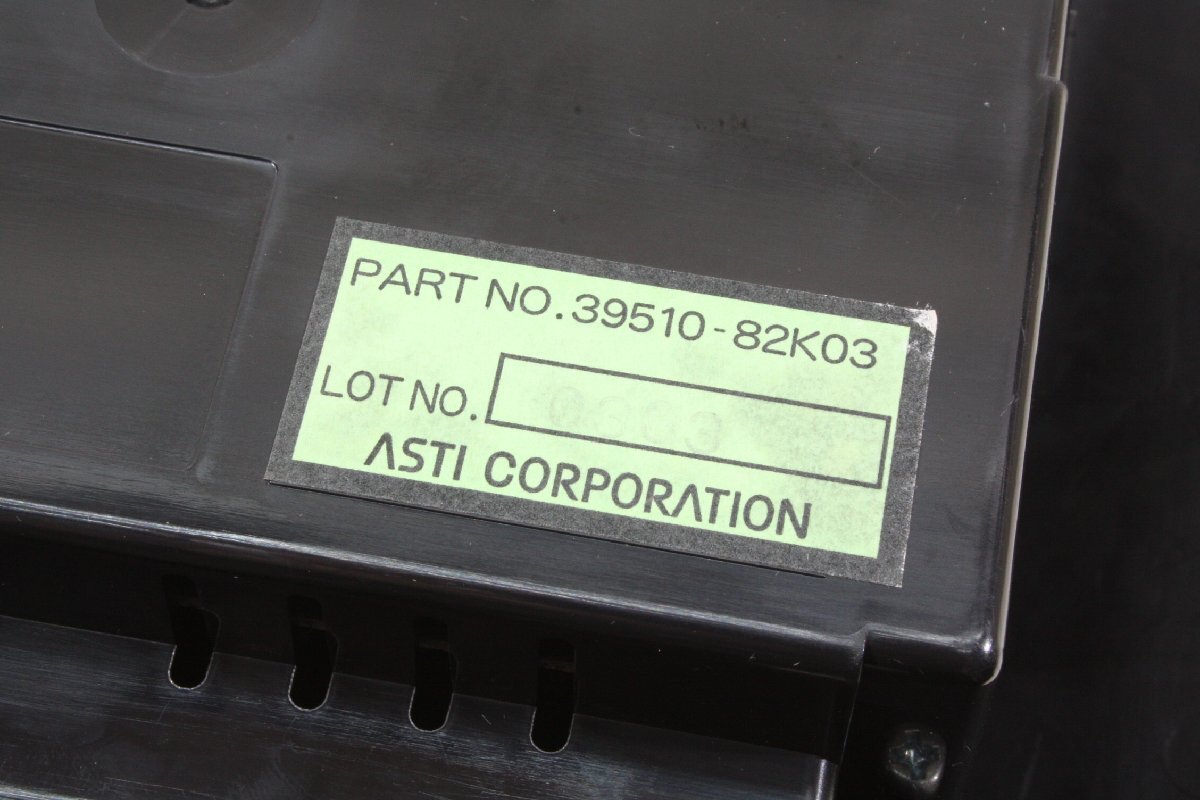 PART NO. 39510-82K03
LOT NO.
ASTI CORPORATION